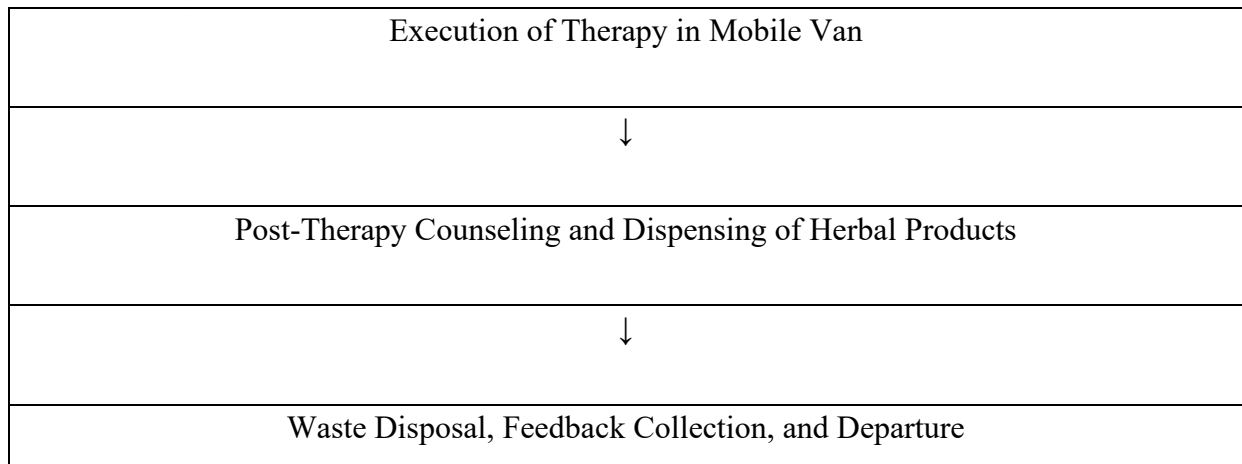 Execution of Therapy in Mobile Van
↓
Post-Therapy Counseling and Dispensing of Herbal Products
↓
Waste Disposal, Feedback Collection, and Departure